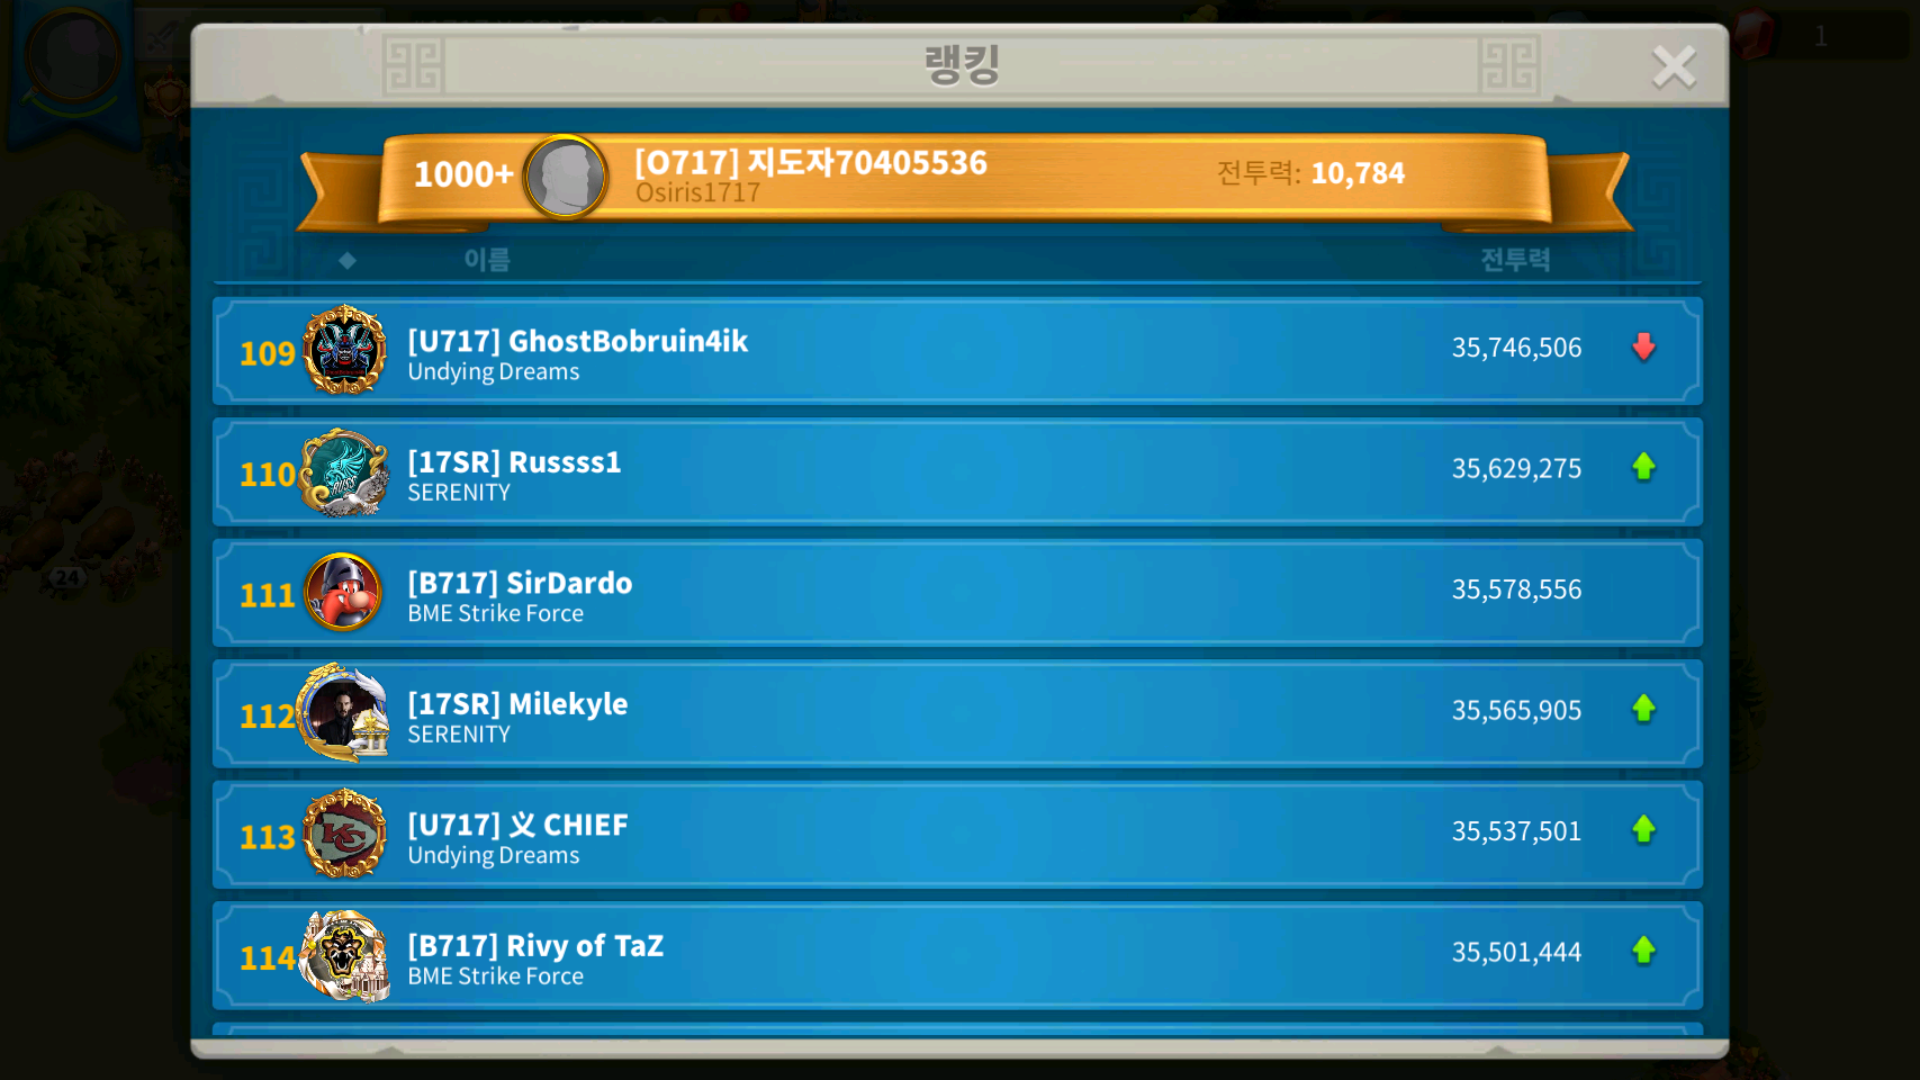 랭킹
1
1000+ [O717] 지도자70405536 전투력: 10,784
Osiris1717
이름 전투력
109 [U717] GhostBobruin4ik 35,746,506
Undying Dreams
110 [17SR] Russss1 35,629,275
SERENITY
111 [B717] SirDardo 35,578,556
BME Strike Force
24
112 [17SR] Milekyle 35,565,905
SERENITY
113 [U717] 义 CHIEF 35,537,501
Undying Dreams
KC
114 [B717] Rivy of TaZ 35,501,444
BME Strike Force